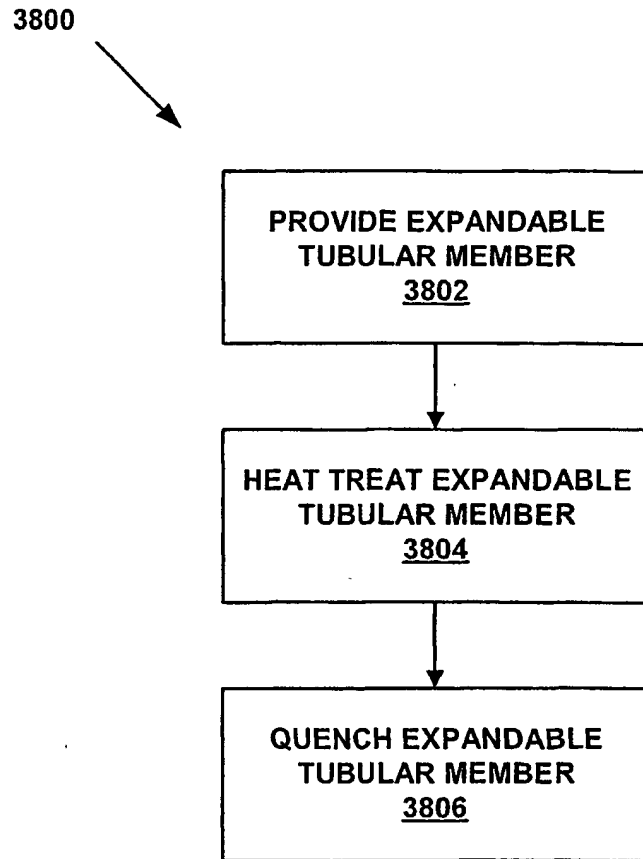 3800
PROVIDE EXPANDABLE
TUBULAR MEMBER
3802
HEAT TREAT EXPANDABLE
TUBULAR MEMBER
3804
QUENCH EXPANDABLE
TUBULAR MEMBER
3806